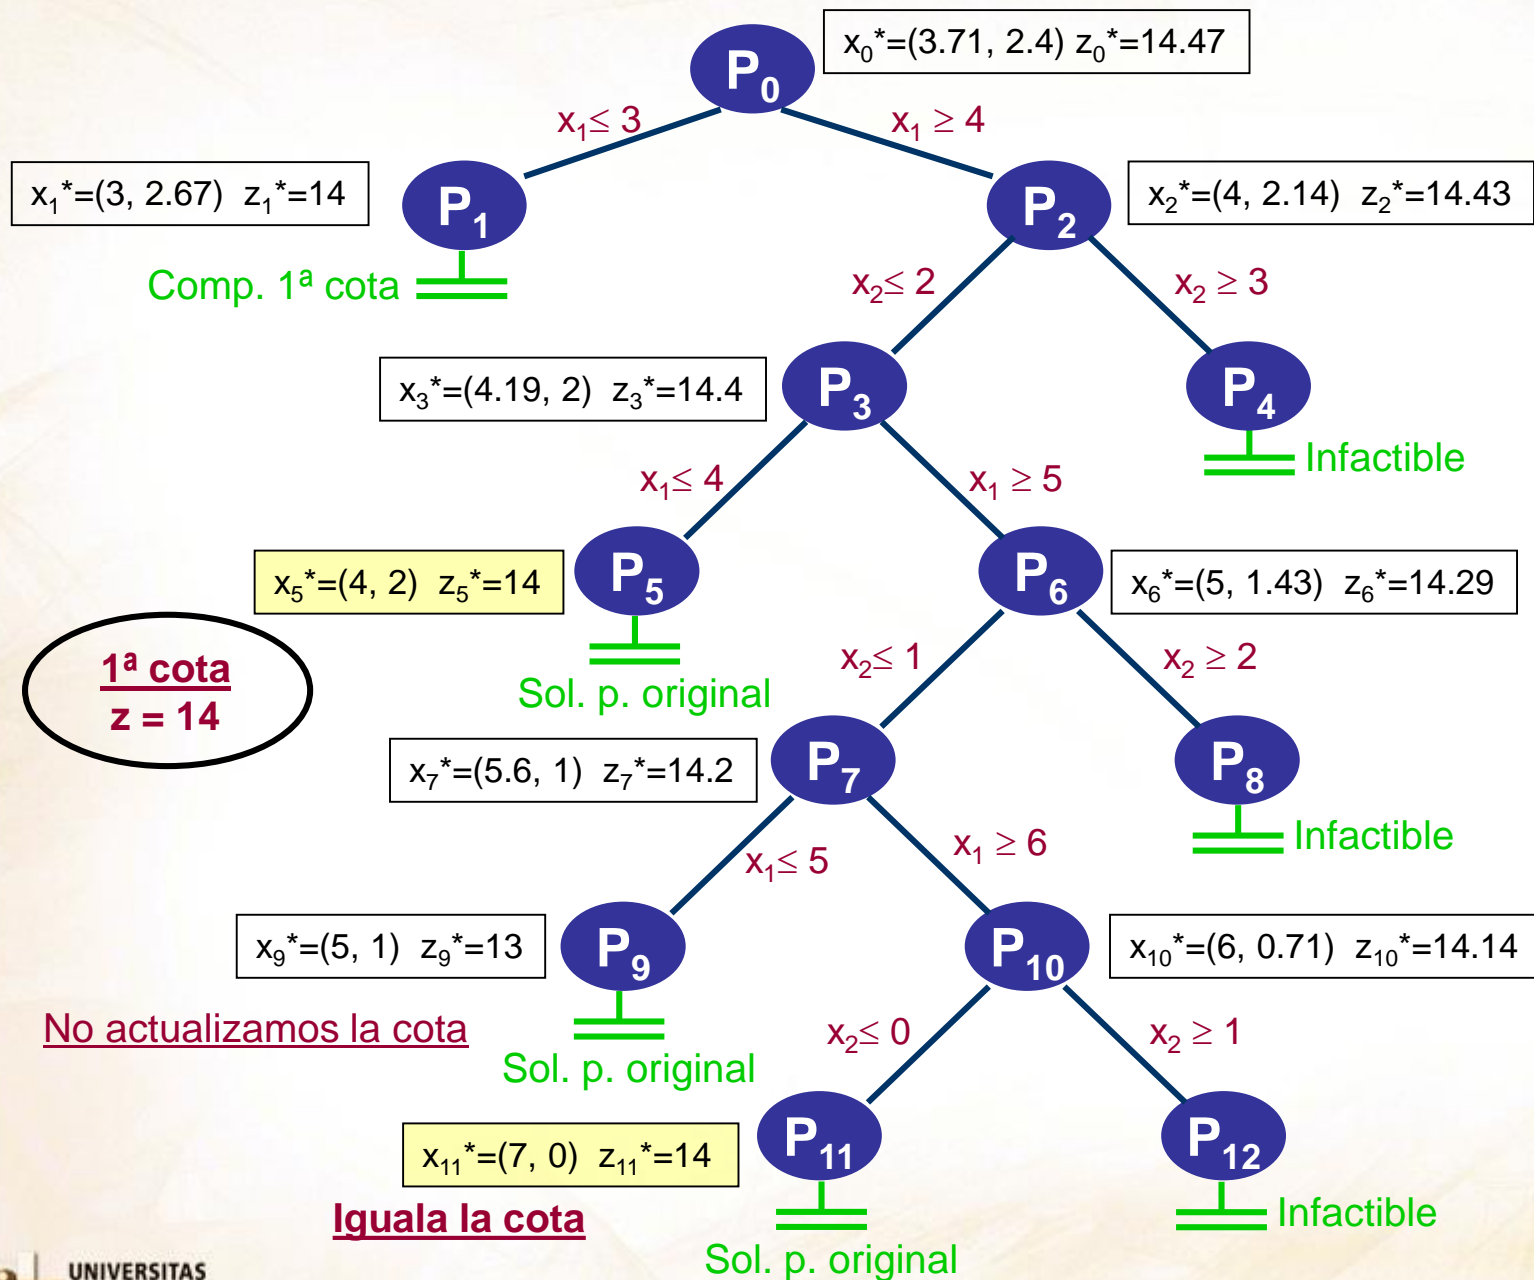 P₀
x₀*=(3.71, 2.4) z₀*=14.47
x₁≤ 3
x₁ ≥ 4
x₁*=(3, 2.67) z₁*=14
P₁
P₂
x₂*=(4, 2.14) z₂*=14.43
Comp. 1ª cota
x₂≤ 2
x₂ ≥ 3
x₃*=(4.19, 2) z₃*=14.4
P₃
P₄
Infactible
x₁≤ 4
x₁ ≥ 5
x₅*=(4, 2) z₅*=14
P₅
P₆
x₆*=(5, 1.43) z₆*=14.29
1ª cota
z = 14
Sol. p. original
x₂≤ 1
x₂ ≥ 2
x₇*=(5.6, 1) z₇*=14.2
P₇
P₈
Infactible
x₁≤ 5
x₁ ≥ 6
x₉*=(5, 1) z₉*=13
P₉
P₁₀
x₁₀*=(6, 0.71) z₁₀*=14.14
No actualizamos la cota
Sol. p. original
x₂≤ 0
x₂ ≥ 1
x₁₁*=(7, 0) z₁₁*=14
P₁₁
P₁₂
Iguala la cota
Infactible
Sol. p. original
UNIVERSITAS